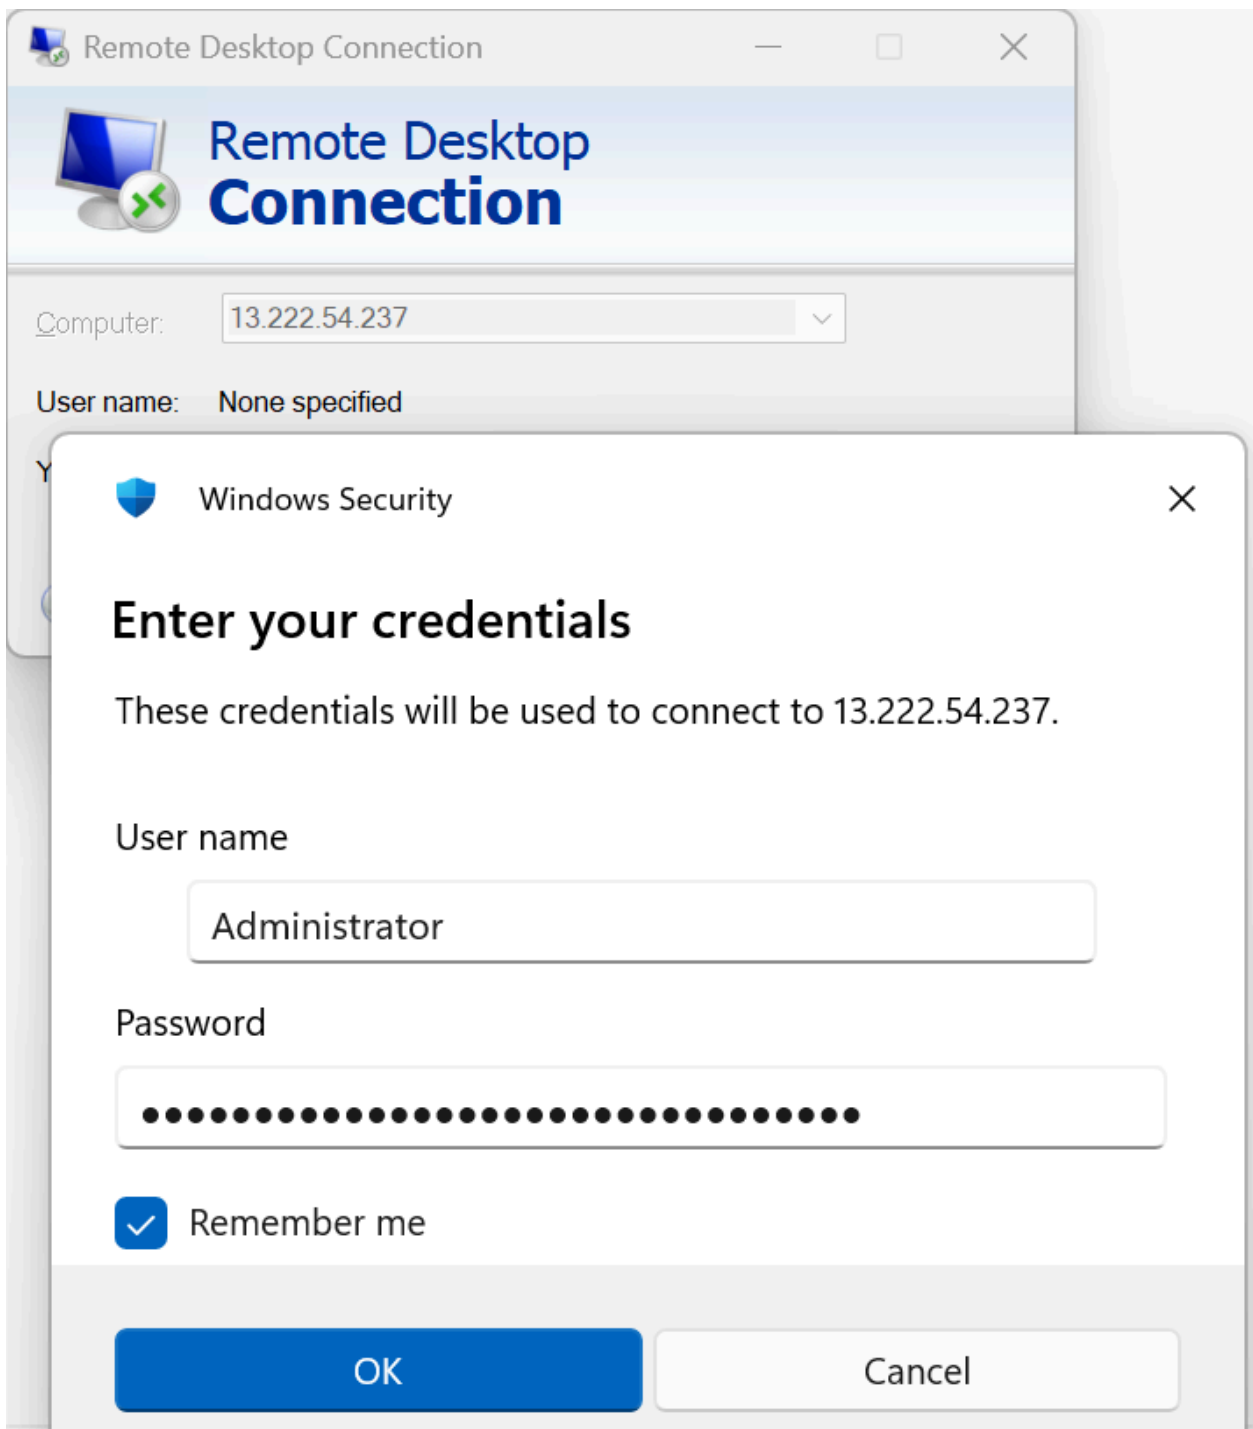 Remote Desktop Connection
Remote Desktop
Connection
Computer:
13.222.54.237
User name:
None specified
Y
Windows Security
Enter your credentials
These credentials will be used to connect to 13.222.54.237.
User name
Administrator
Password
●●●●●●●●●●●●●●●●●●●●●●●●●●●●●●●●
Remember me
OK
Cancel